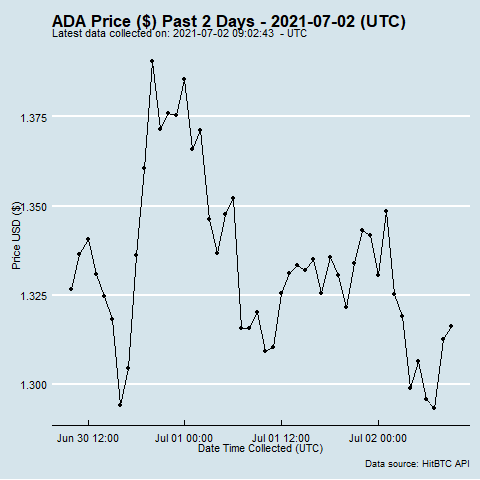 ADA Price ($) Past 2 Days - 2021-07-02 (UTC)
Latest data collected on: 2021-07-02 09:02:43 - UTC
1.375
1.350
1.325
1.300
Price USD ($)
Jun 30 12:00
Jul 01 00:00
Jul 01 12:00
Jul 02 00:00
Date Time Collected (UTC)
Data source: HitBTC API